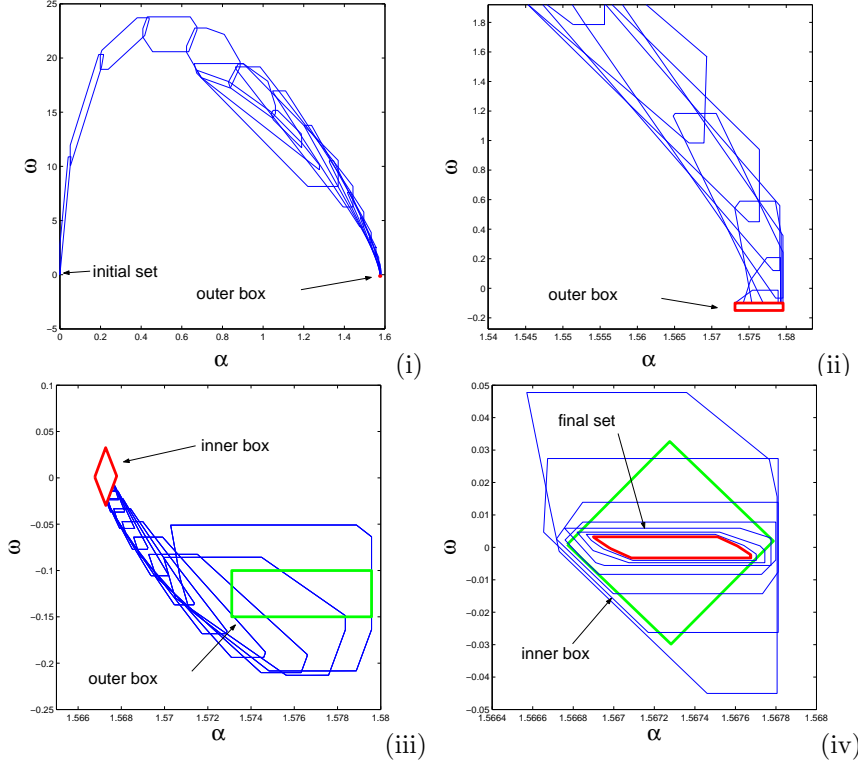 25
20
15
10
5
0
−5
0 0.2 0.4 0.6 0.8 1.0 1.2 1.4 1.6
ω
α
initial set
outer box
(i)
1.8
1.6
1.4
1.2
1
0.8
0.6
0.4
0.2
0
−0.2
1.54 1.545 1.55 1.555 1.56 1.565 1.57 1.575 1.58
ω
α
outer box
(ii)
0.1
0.05
0
−0.05
−0.1
−0.15
−0.2
−0.25
1.566 1.568 1.57 1.572 1.574 1.576 1.578 1.58
ω
α
inner box
outer box
(iii)
0.05
0.04
0.03
0.02
0.01
0
−0.01
−0.02
−0.03
−0.04
−0.05
1.5664 1.5666 1.5668 1.567 1.5672 1.5674 1.5676 1.5678 1.568
ω
α
final set
inner box
(iv)